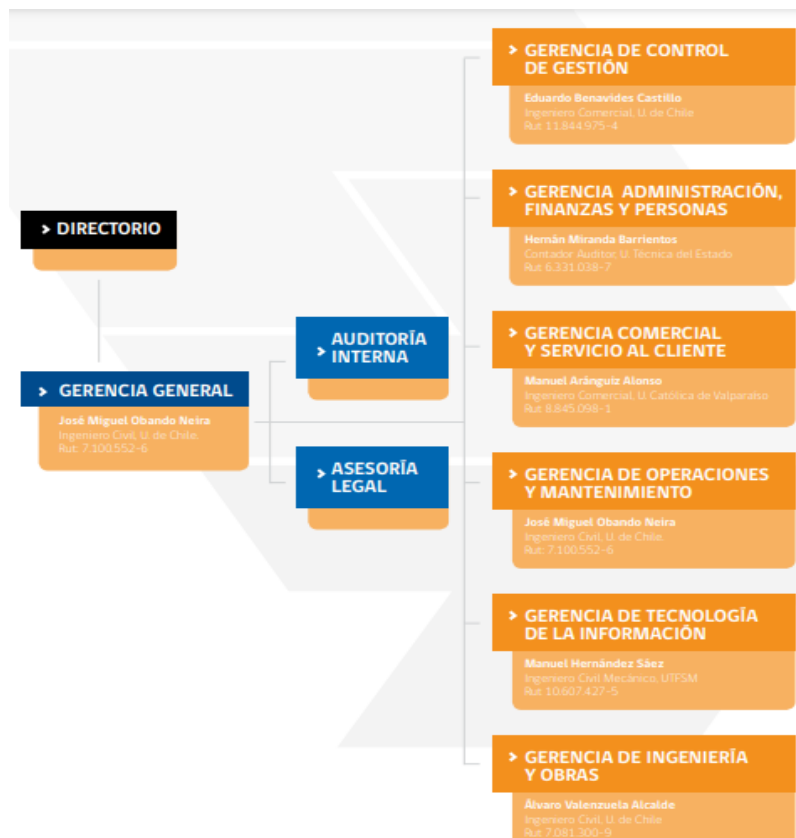 > DIRECTORIO
> GERENCIA GENERAL
José Miguel Obando Neira
Ingeniero Civil, U. de Chile.
Rut: 7.100.552-6
> AUDITORÍA
INTERNA
> ASESORÍA
LEGAL
> GERENCIA DE CONTROL
DE GESTIÓN
Eduardo Benavides Castillo
Ingeniero Comercial, U. de Chile
Rut 11.844.975-4
> GERENCIA ADMINISTRACIÓN,
FINANZAS Y PERSONAS
Hernán Miranda Barrientos
Contador Auditor, U. Técnica del Estado
Rut: 6.331.038-7
> GERENCIA COMERCIAL
Y SERVICIO AL CLIENTE
Manuel Aránguiz Alonso
Ingeniero Comercial, U. Católica de Valparaíso
Rut 8.845.098-1
> GERENCIA DE OPERACIONES
Y MANTENIMIENTO
José Miguel Obando Neira
Ingeniero Civil, U. de Chile.
Rut: 7.100.552-6
> GERENCIA DE TECNOLOGÍA
DE LA INFORMACIÓN
Manuel Hernández Sáez
Ingeniero Civil Mecánico, UTFSM
Rut 10.607.427-5
> GERENCIA DE INGENIERÍA
Y OBRAS
Álvaro Valenzuela Alcalde
Ingeniero Civil, U. de Chile
Rut 7.081.300-9